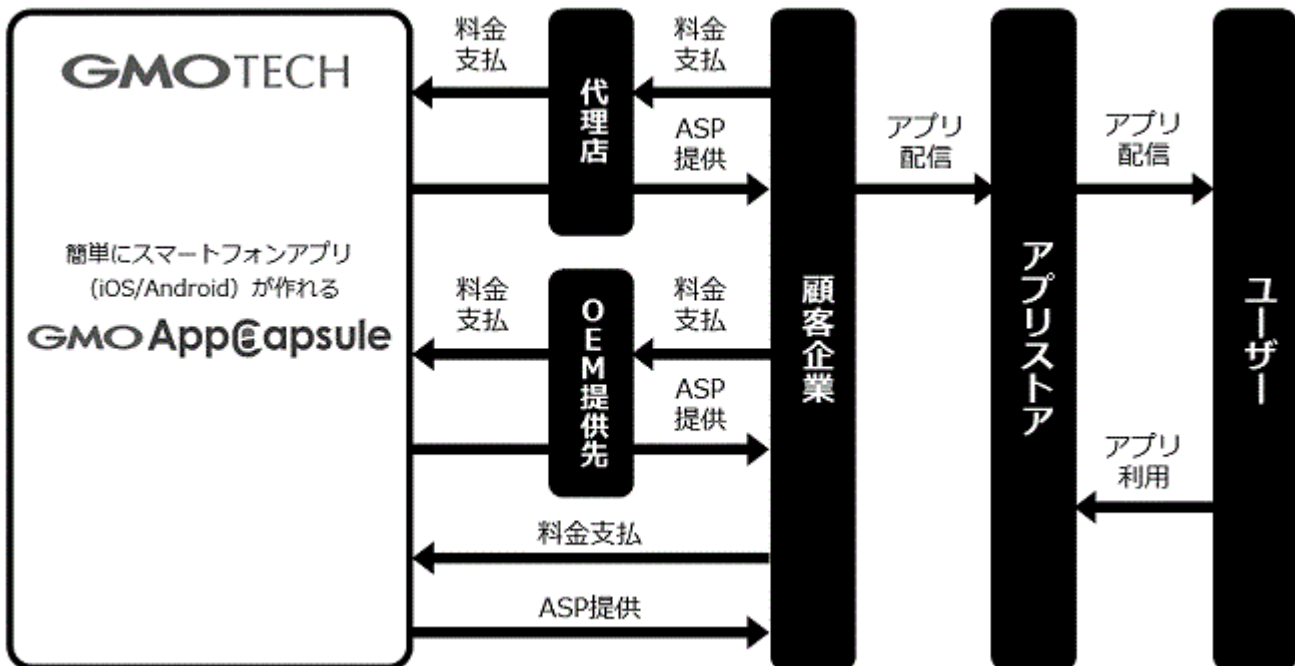 GMO TECH
簡単にスマートフォンアプリ
（iOS/Android）が作れる
GMO AppCapsule
料金
支払
代理店
料金
支払
ASP
提供
料金
支払
OEM提供先
料金
支払
ASP
提供
料金支払
ASP提供
顧客企業
アプリ
配信
アプリストア
アプリ
配信
アプリ
利用
ユーザー